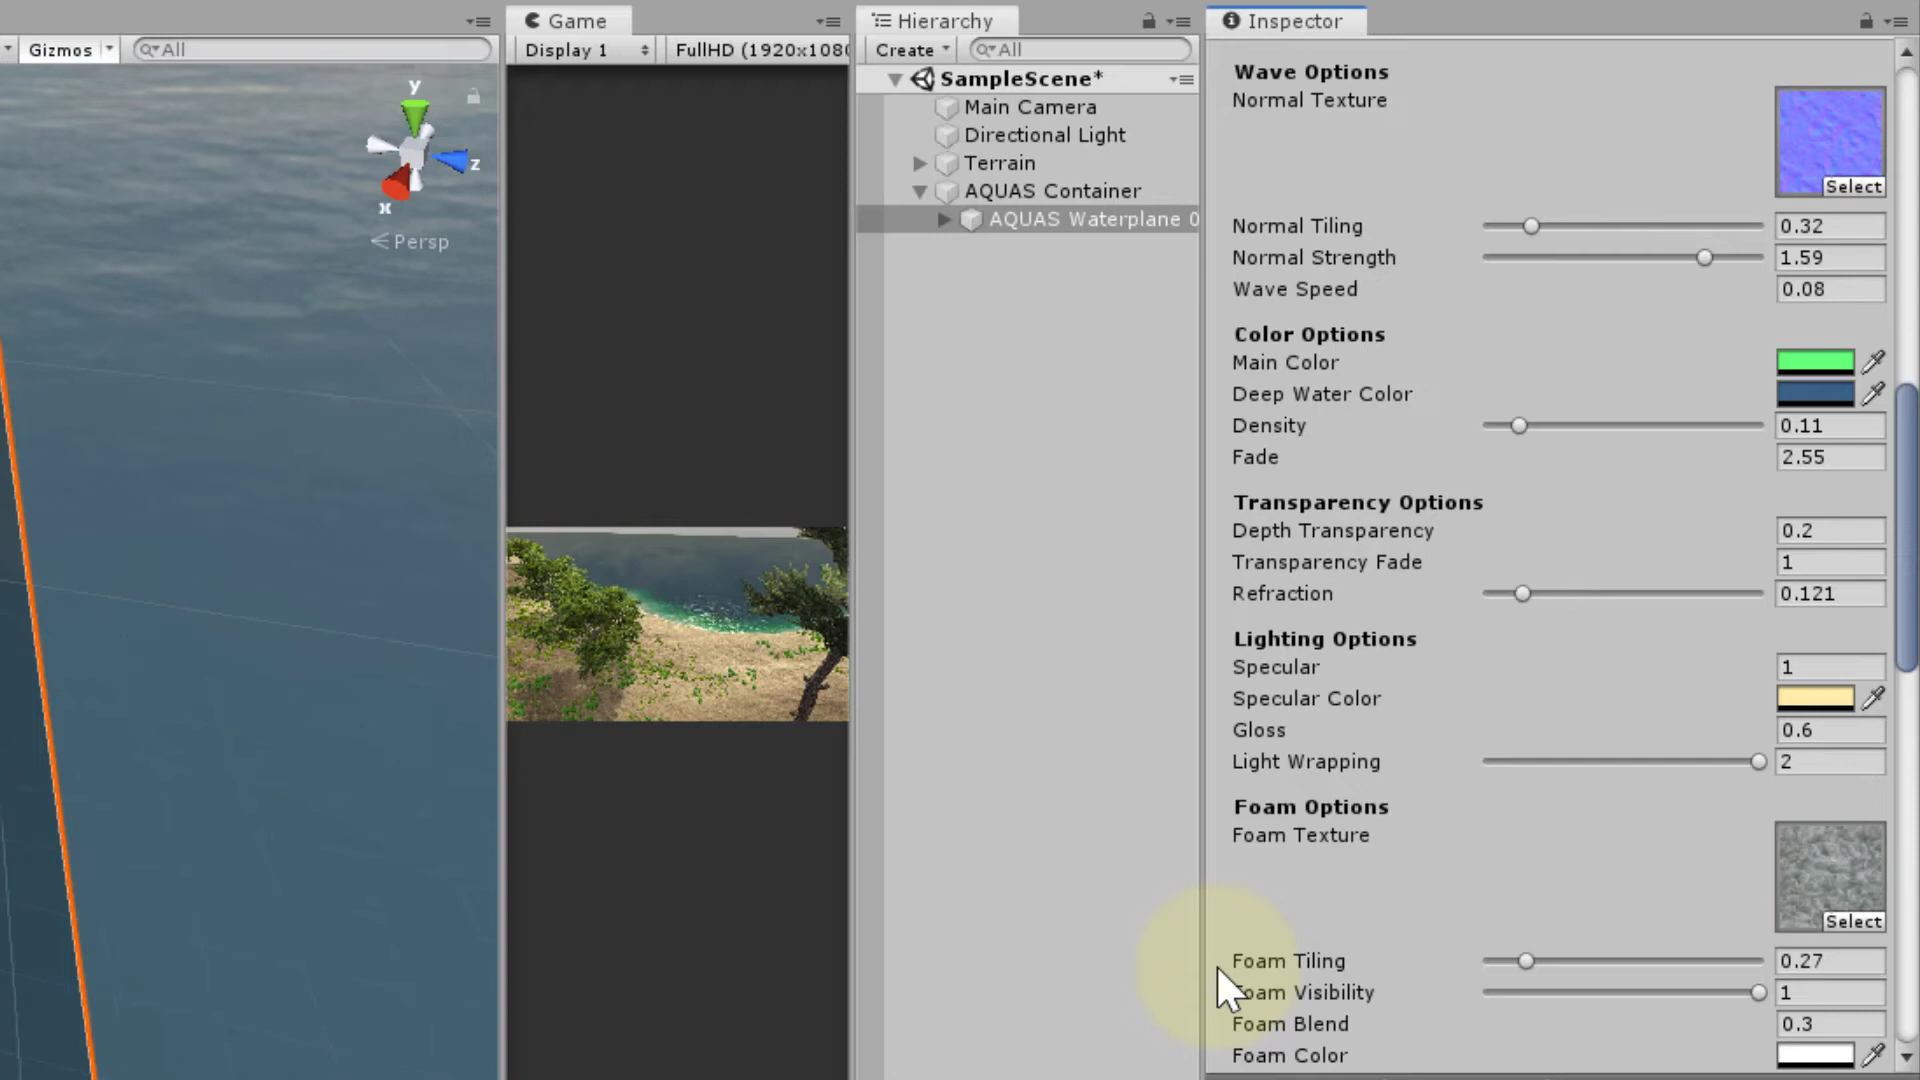 Gizmos
All
y
z
x
Persp
Game
Display 1
FullHD (1920x1080
Hierarchy
Create
All
SampleScene*
Main Camera
Directional Light
Terrain
AQUAS Container
AQUAS Waterplane 0
Inspector
Wave Options
Normal Texture
Select
Normal Tiling 0.32
Normal Strength 1.59
Wave Speed 0.08
Color Options
Main Color
Deep Water Color
Density 0.11
Fade 2.55
Transparency Options
Depth Transparency 0.2
Transparency Fade 1
Refraction 0.121
Lighting Options
Specular 1
Specular Color
Gloss 0.6
Light Wrapping 2
Foam Options
Foam Texture
Select
Foam Tiling 0.27
Foam Visibility 1
Foam Blend 0.3
Foam Color